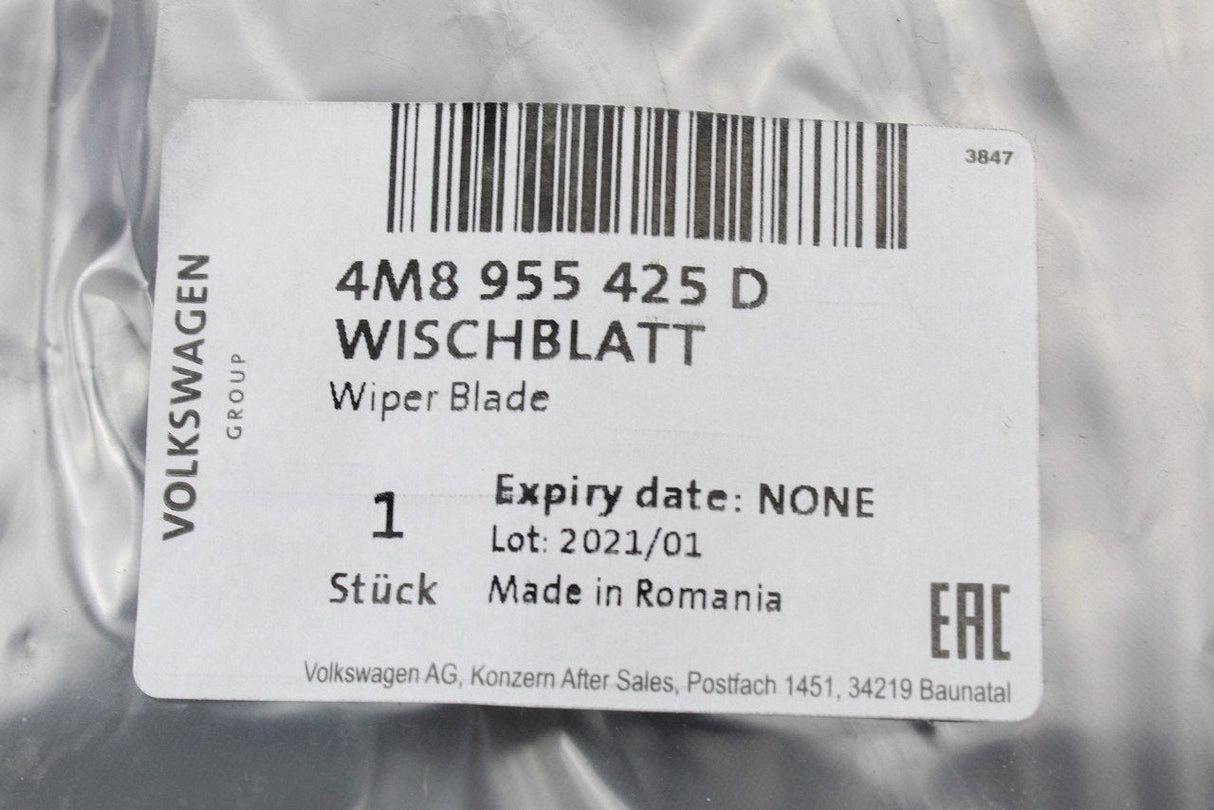 3847
4M8 955 425 D
WISCHBLATT
Wiper Blade
VOLKSWAGEN
GROUP
1
Stück
Expiry date: NONE
Lot: 2021/01
Made in Romania
EAC
Volkswagen AG, Konzern After Sales, Postfach 1451, 34219 Baunatal